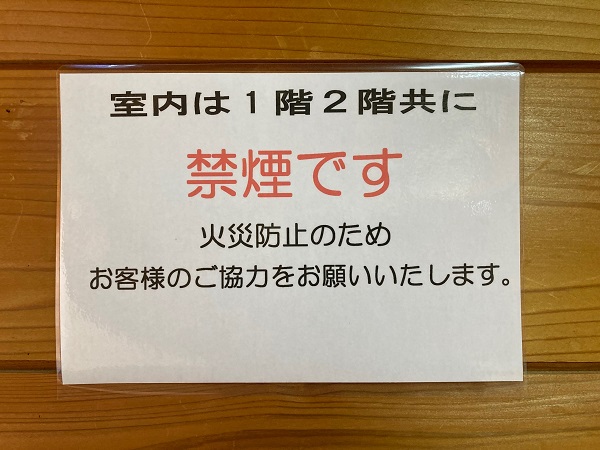 室内は１階２階共に
禁煙です
火災防止のため
お客様のご協力をお願いいたします。